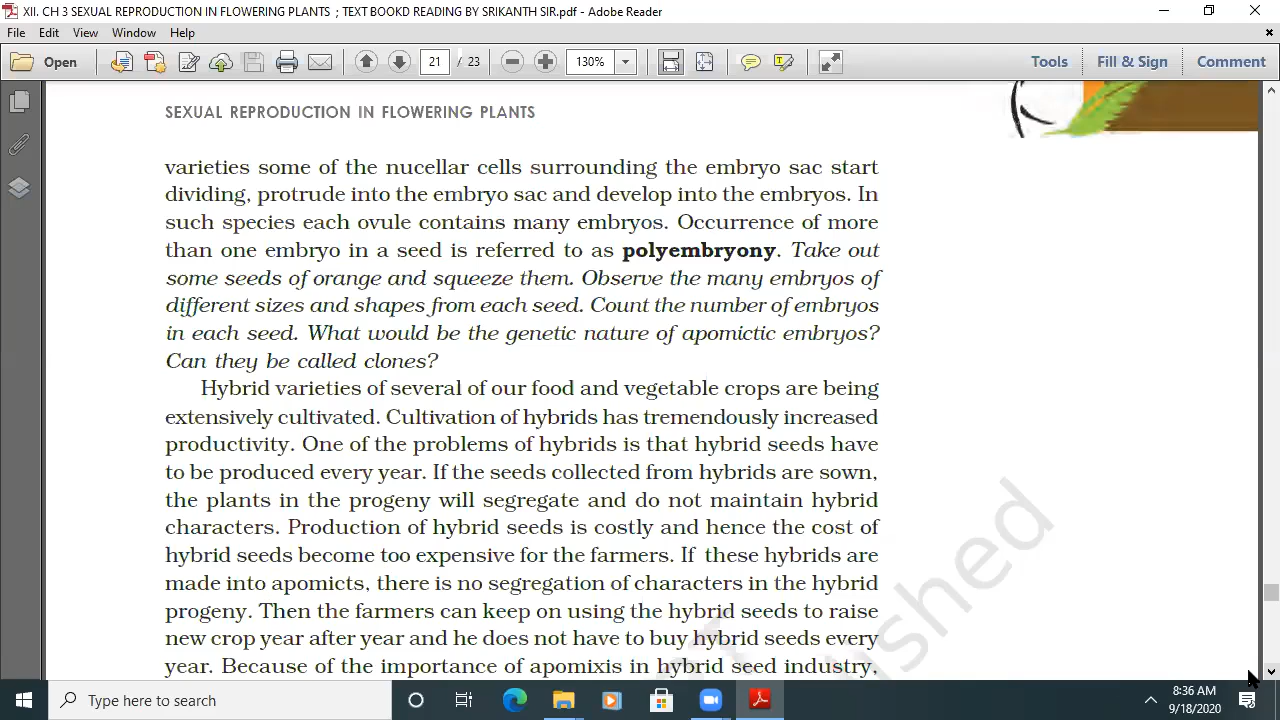 XII. CH 3 SEXUAL REPRODUCTION IN FLOWERING PLANTS ; TEXT BOOKD READING BY SRIKANTH SIR.pdf - Adobe Reader
File Edit View Window Help
Open 21 / 23 130% Tools Fill & Sign Comment
SEXUAL REPRODUCTION IN FLOWERING PLANTS
varieties some of the nucellar cells surrounding the embryo sac start
dividing, protrude into the embryo sac and develop into the embryos. In
such species each ovule contains many embryos. Occurrence of more
than one embryo in a seed is referred to as polyembryony. Take out
some seeds of orange and squeeze them. Observe the many embryos of
different sizes and shapes from each seed. Count the number of embryos
in each seed. What would be the genetic nature of apomictic embryos?
Can they be called clones?
Hybrid varieties of several of our food and vegetable crops are being
extensively cultivated. Cultivation of hybrids has tremendously increased
productivity. One of the problems of hybrids is that hybrid seeds have
to be produced every year. If the seeds collected from hybrids are sown,
the plants in the progeny will segregate and do not maintain hybrid
characters. Production of hybrid seeds is costly and hence the cost of
hybrid seeds become too expensive for the farmers. If these hybrids are
made into apomicts, there is no segregation of characters in the hybrid
progeny. Then the farmers can keep on using the hybrid seeds to raise
new crop year after year and he does not have to buy hybrid seeds every
year. Because of the importance of apomixis in hybrid seed industry,
Type here to search
8:36 AM
9/18/2020